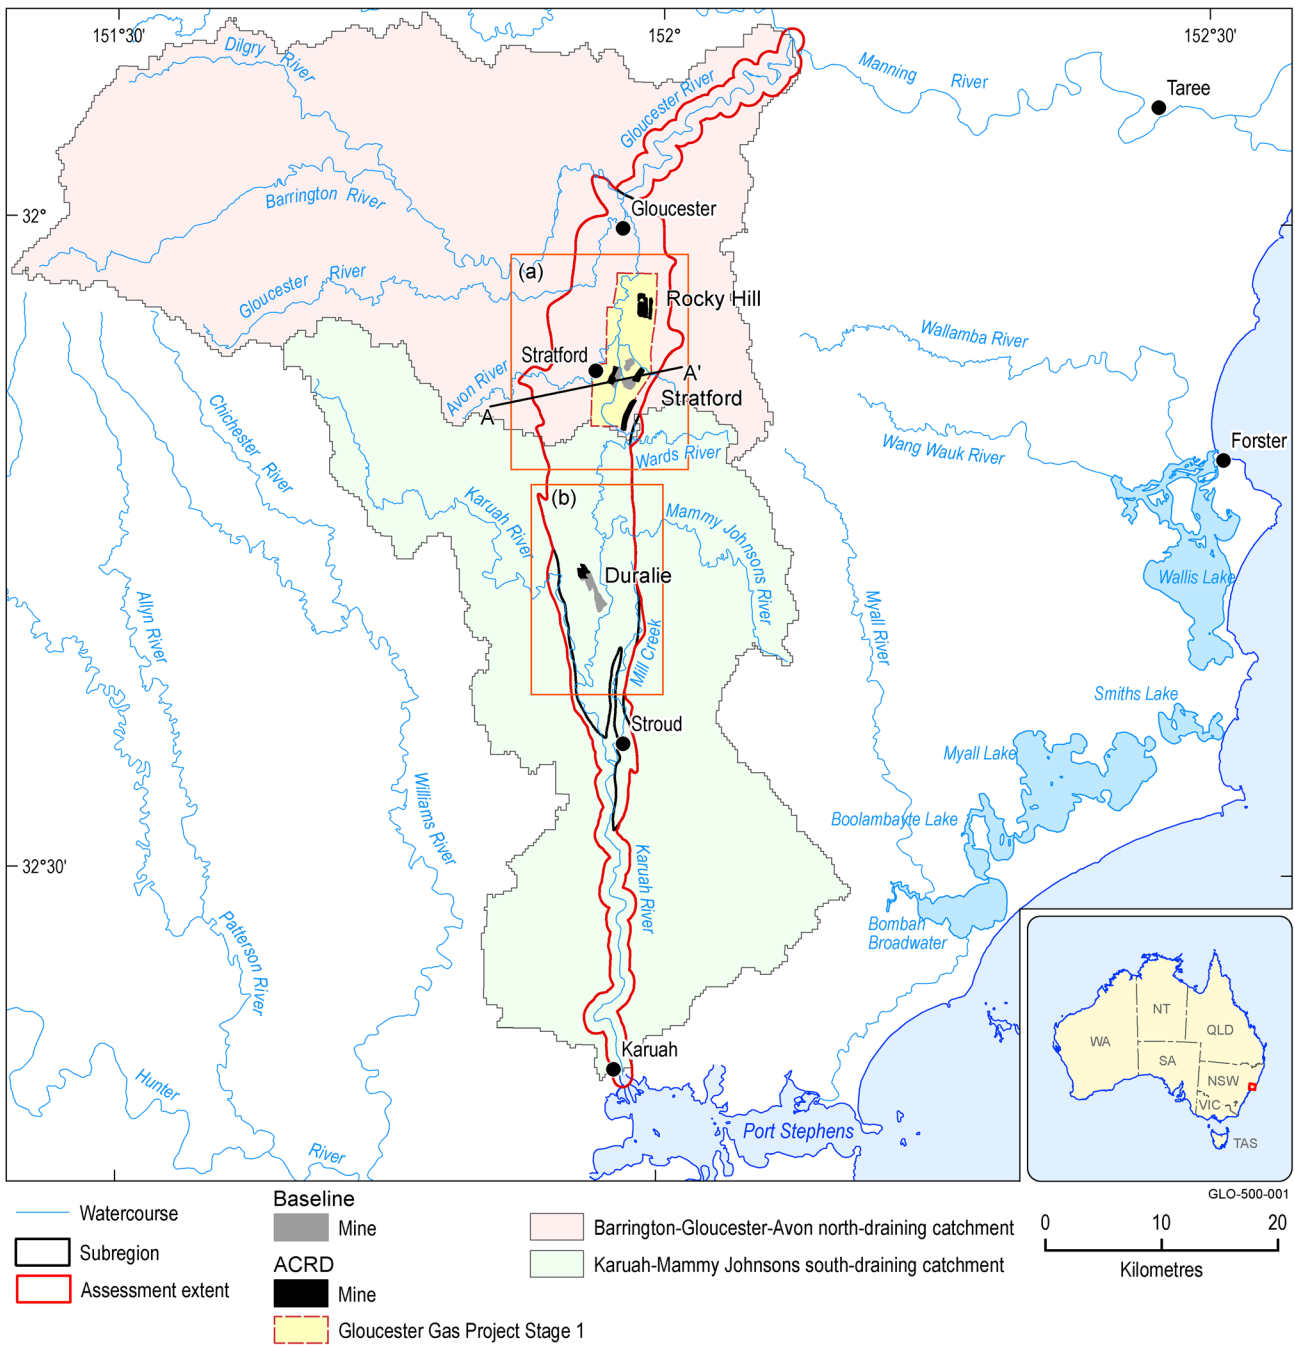 151°30'
152°
152°30'
Dilgry River
Gloucester River
Manning River
Taree
Barrington River
32°
Gloucester
(a)
Gloucester River
Rocky Hill
Wallamba River
Stratford
Avon River
A'
A
Stratford
Chichester River
Wards River
Wang Wauk River
Forster
(b)
Karuah River
Mammy Johnsons River
Duralie
Wallis Lake
Allyn River
Myall River
Mill Creek
Smiths Lake
Stroud
Myall Lake
Williams River
Boolambayte Lake
32°30'
Karuah River
Bombah
Broadwater
Patterson River
NT
QLD
WA
SA
NSW
VIC
TAS
Karuah
Hunter River
Port Stephens
GLO-500-001
Watercourse
Subregion
Assessment extent
Baseline
Mine
ACRD
Mine
Gloucester Gas Project Stage 1
Barrington-Gloucester-Avon north-draining catchment
Karuah-Mammy Johnsons south-draining catchment
0 10 20
Kilometres